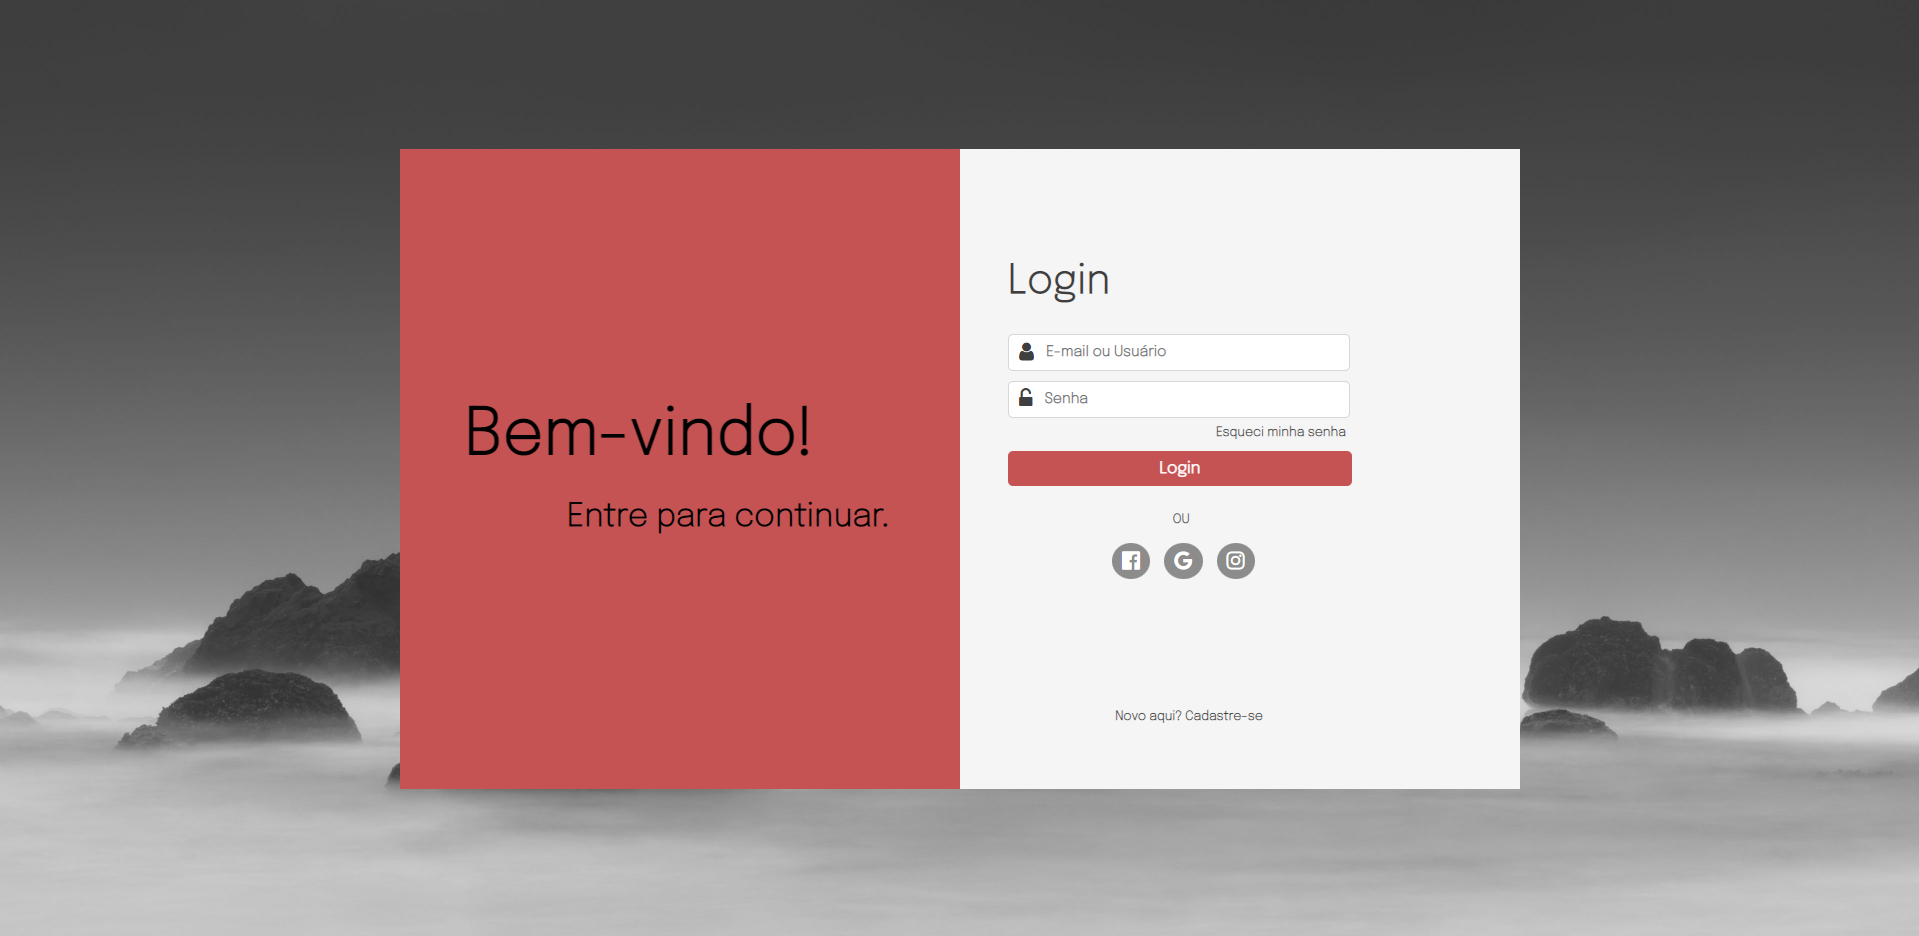 Bem-vindo!
Entre para continuar.
Login
E-mail ou Usuário
Senha
Esqueci minha senha
Login
OU
Novo aqui? Cadastre-se